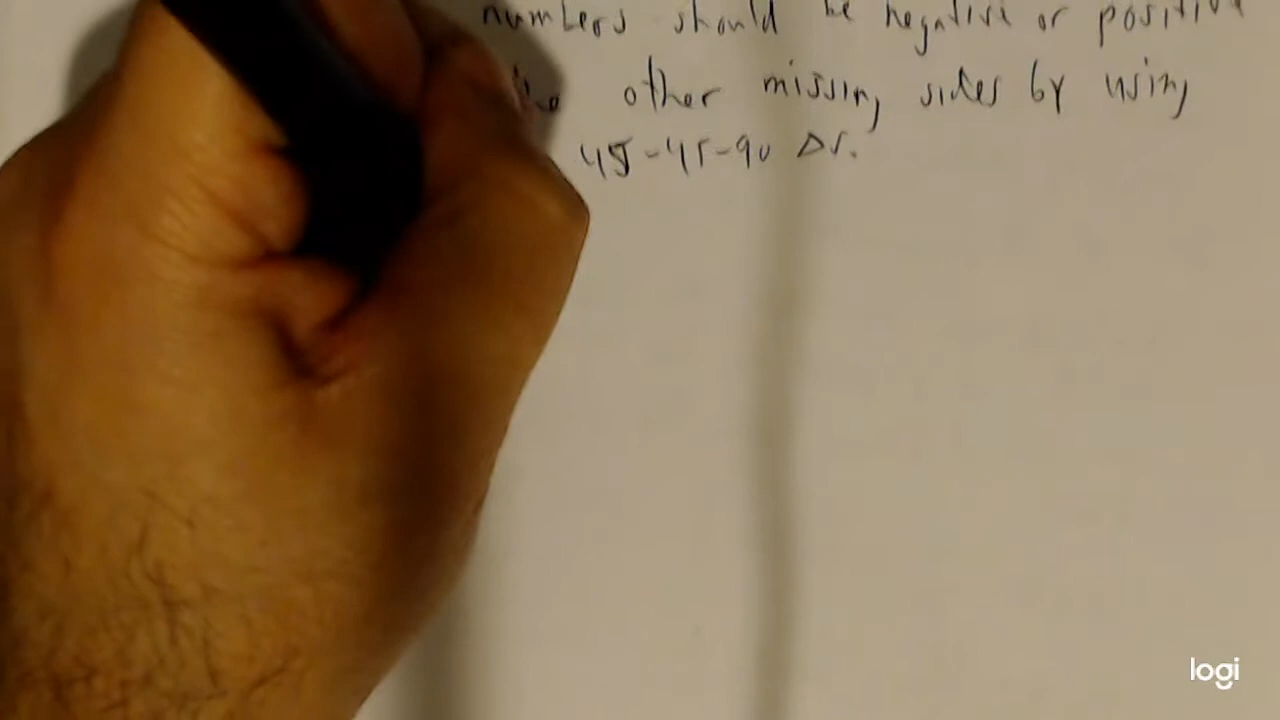 numbers should be negative or positive
other missing sides by using
45-45-90 Δs.
logi